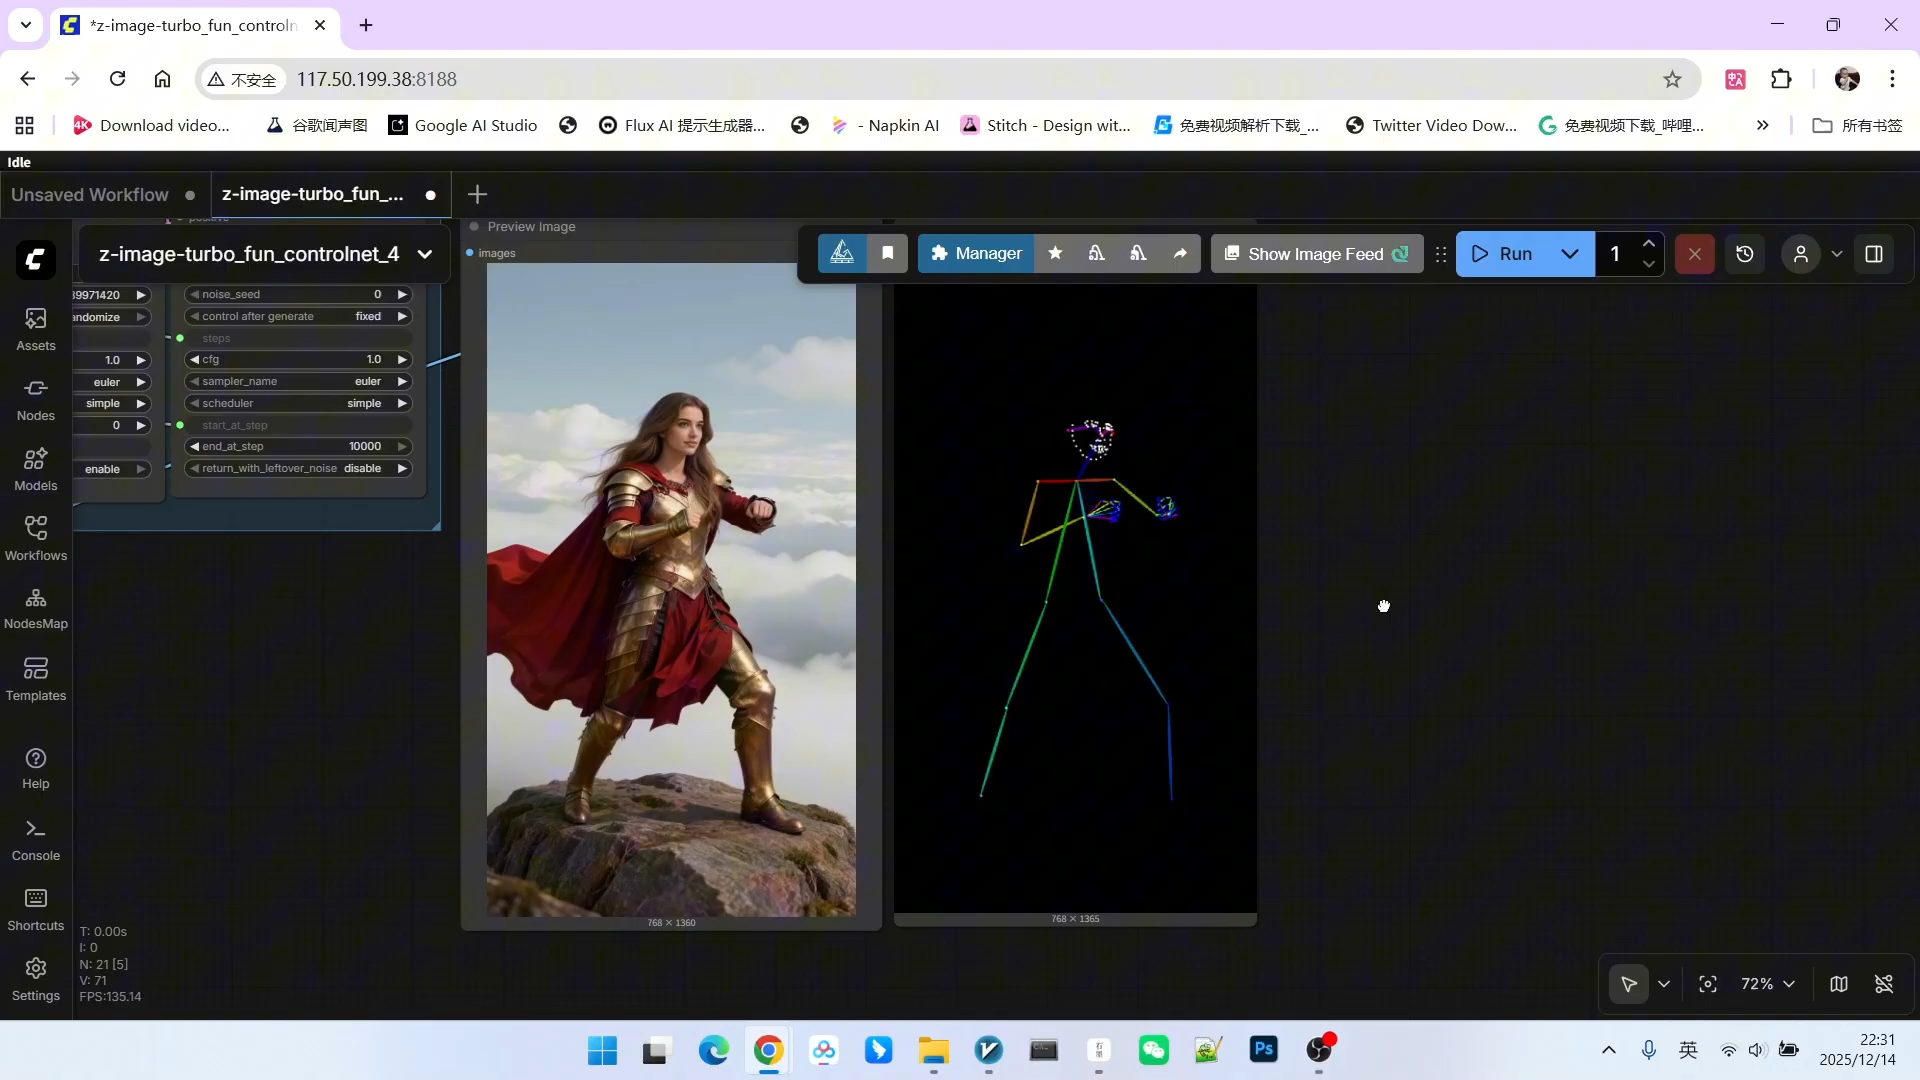 *z-image-turbo_fun_controln
不安全
117.50.199.38:8188
Download video...
谷歌闻声图
Google AI Studio
Flux AI 提示生成器...
- Napkin AI
Stitch - Design wit...
免费视频解析下载_...
Twitter Video Dow...
免费视频下载_哔哩...
所有书签
Idle
Unsaved Workflow
z-image-turbo_fun_...
z-image-turbo_fun_controlnet_4
Preview Image
images
Manager
Show Image Feed
Run
1
39971420
noise_seed 0
andomize
control after generate fixed
steps
1.0
cfg 1.0
euler
sampler_name euler
simple
scheduler simple
0
start_at_step
end_at_step 10000
enable
return_with_leftover_noise disable
Assets
Nodes
Models
Workflows
NodesMap
Templates
Help
Console
Shortcuts
Settings
768 × 1360
768 × 1365
T: 0.00s
I: 0
N: 21 [5]
V: 71
FPS:135.14
72%
石墨
Ps
英
22:31
2025/12/14